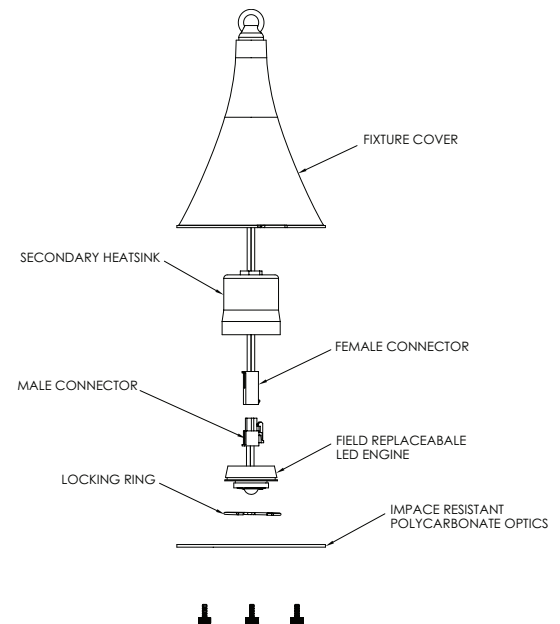 FIXTURE COVER
SECONDARY HEATSINK
FEMALE CONNECTOR
MALE CONNECTOR
FIELD REPLACEABALE
LED ENGINE
LOCKING RING
IMPACE RESISTANT
POLYCARBONATE OPTICS